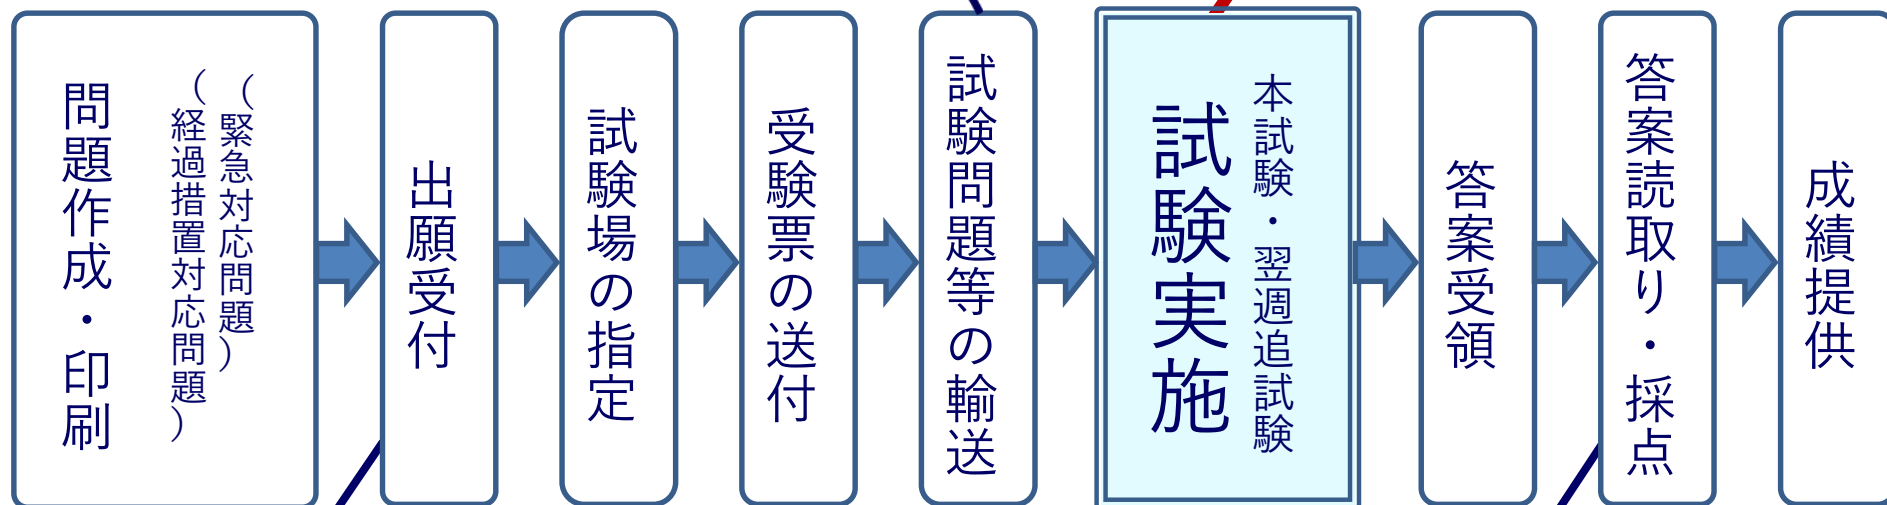 問題作成・印刷
（緊急対応問題）
（経過措置対応問題）
出願受付
試験場の指定
受験票の送付
試験問題等の輸送
本試験・翌週追試験
試験実施
答案受領
答案読取り・採点
成績提供